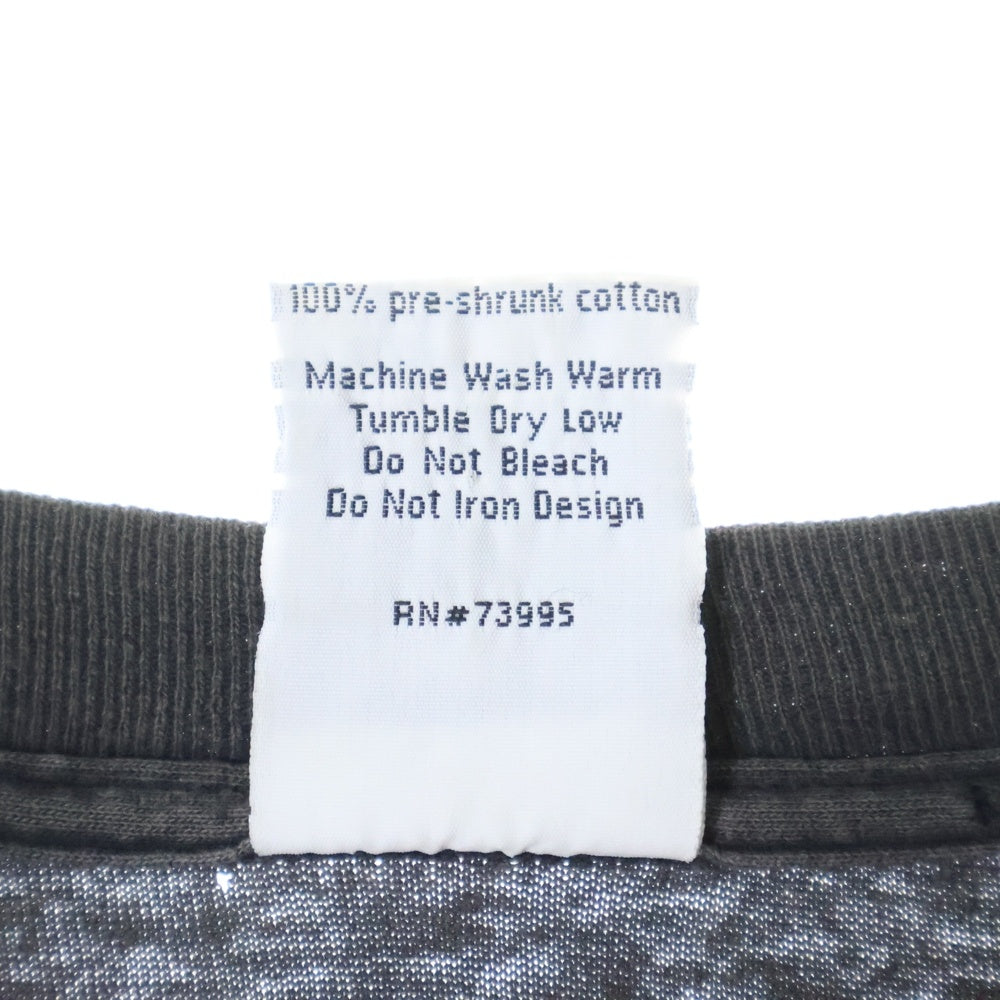 100% pre-shrunk cotton
Machine Wash Warm
Tumble Dry Low
Do Not Bleach
Do Not Iron Design
RN#73995